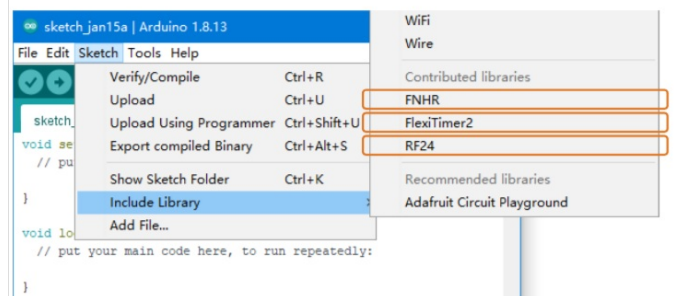 sketch_jan15a | Arduino 1.8.13
File Edit Sketch Tools Help
Verify/Compile Ctrl+R
Upload Ctrl+U
Upload Using Programmer Ctrl+Shift+U
Export compiled Binary Ctrl+Alt+S
Show Sketch Folder Ctrl+K
Include Library
Add File...
WiFi
Wire
Contributed libraries
FNHR
FlexiTimer2
RF24
Recommended libraries
Adafruit Circuit Playground
sketch_
void se
// pu
}
void lo
// put your main code here, to run repeatedly:
}